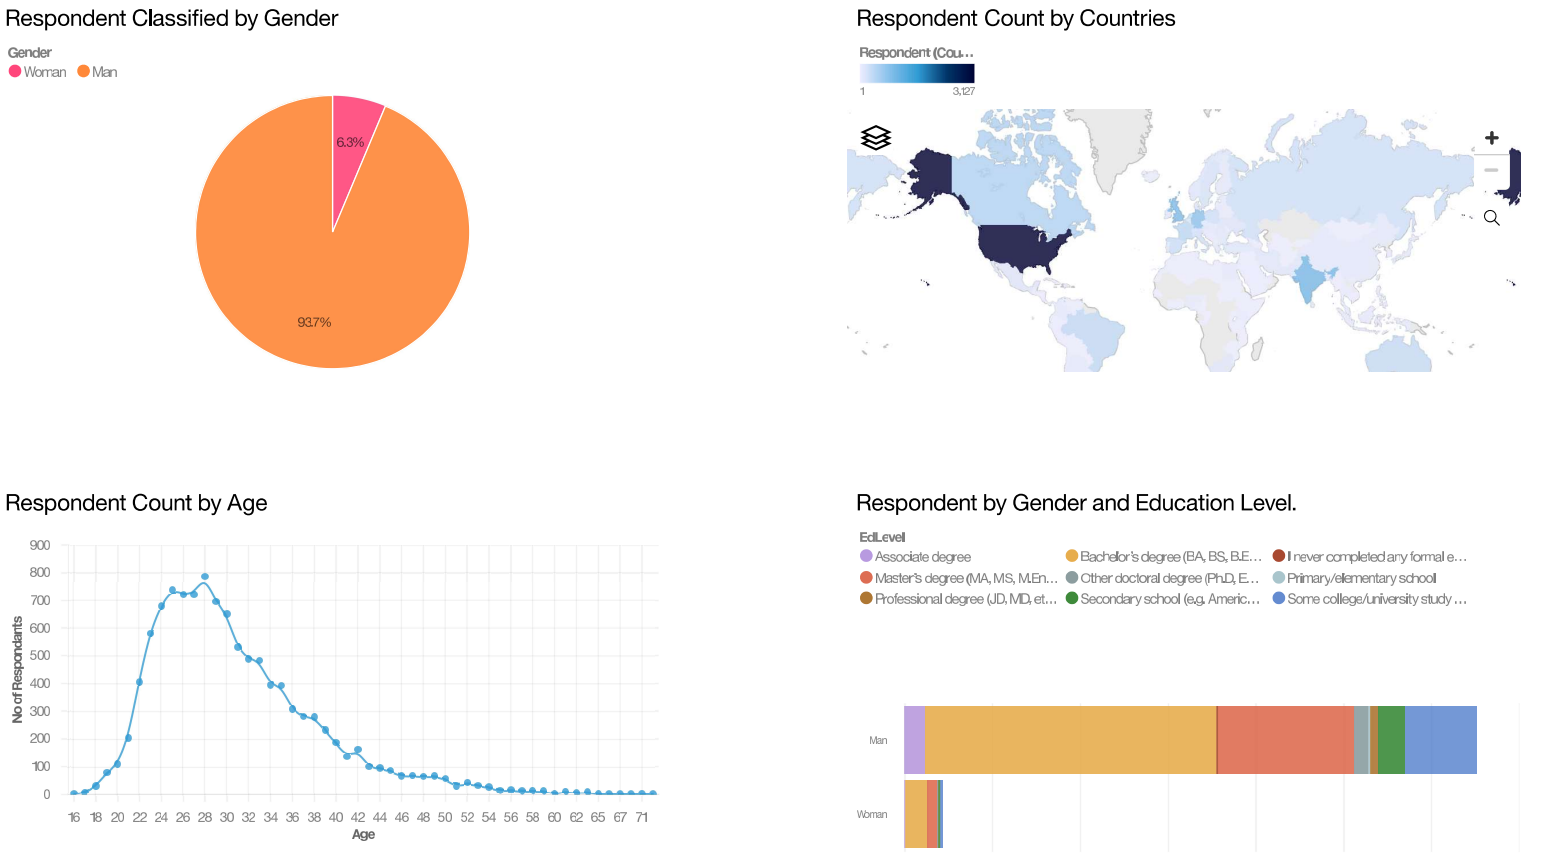 Respondent Classified by Gender
Gender
Woman Man
6.3%
93.7%
Respondent Count by Countries
Respondent (Cou...
1 3,127
Respondent Count by Age
No of Respondants
900
800
700
600
500
400
300
200
100
0
16 18 20 22 24 26 28 30 32 34 36 38 40 42 44 46 48 50 52 54 56 58 60 62 65 67 71
Age
Respondent by Gender and Education Level.
EdLevel
Associate degree Bachelor's degree (BA, BS, B.E... I never completed any formal e...
Master's degree (MA, MS, M.En... Other doctoral degree (Ph.D, E... Primary/elementary school
Professional degree (JD, MD, et... Secondary school (e.g. Americ... Some college/university study ...
Man
Woman